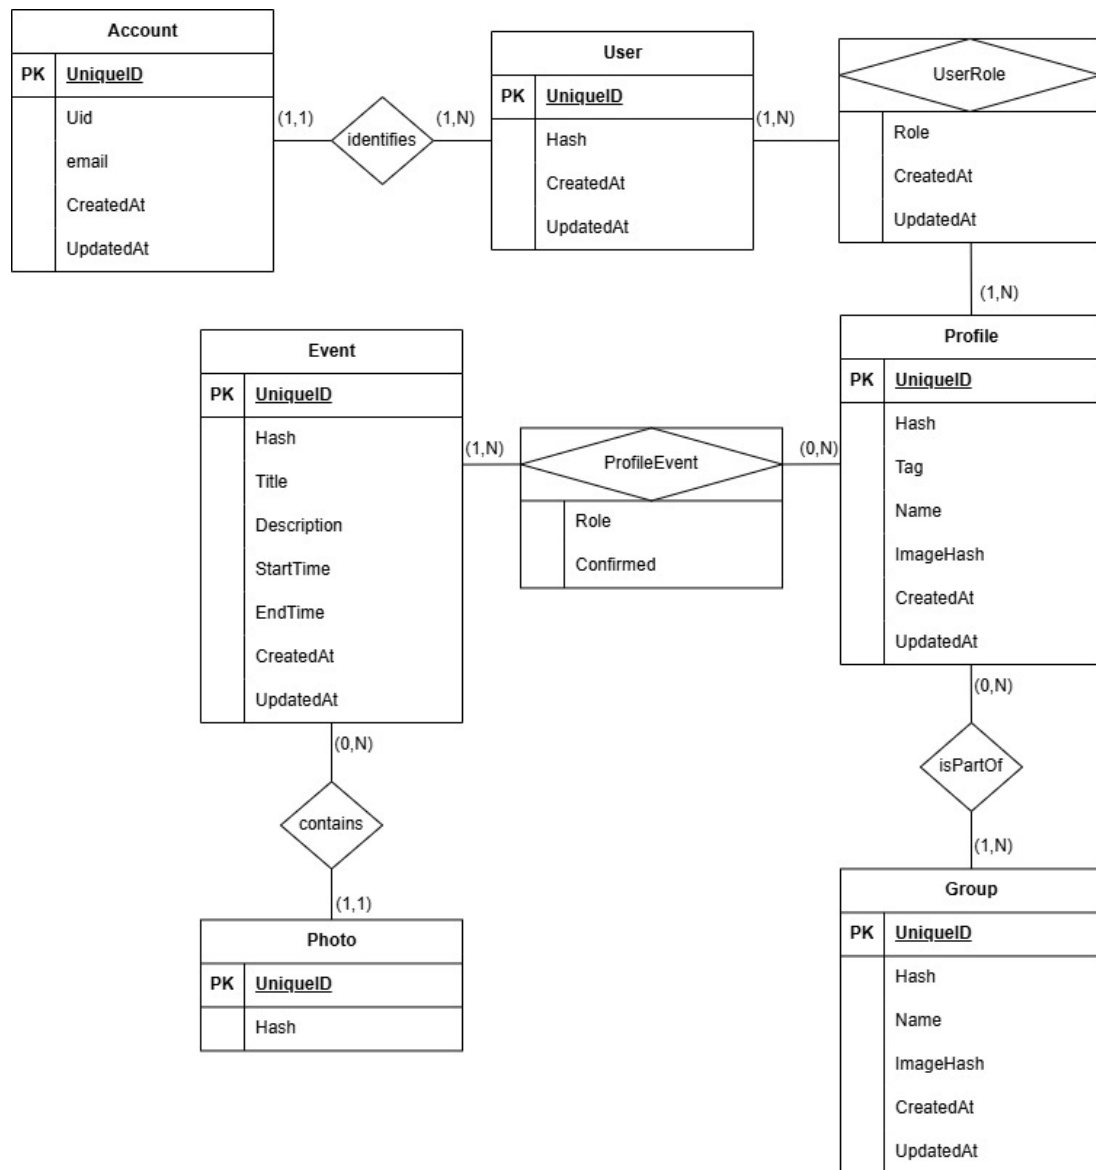 Account
PK UniqueID
Uid
email
CreatedAt
UpdatedAt
(1,1)
identifies
(1,N)
User
PK UniqueID
Hash
CreatedAt
UpdatedAt
(1,N)
UserRole
Role
CreatedAt
UpdatedAt
(1,N)
Event
PK UniqueID
Hash
Title
Description
StartTime
EndTime
CreatedAt
UpdatedAt
(1,N)
ProfileEvent
Role
Confirmed
(0,N)
Profile
PK UniqueID
Hash
Tag
Name
ImageHash
CreatedAt
UpdatedAt
(0,N)
contains
(1,1)
Photo
PK UniqueID
Hash
(0,N)
isPartOf
(1,N)
Group
PK UniqueID
Hash
Name
ImageHash
CreatedAt
UpdatedAt